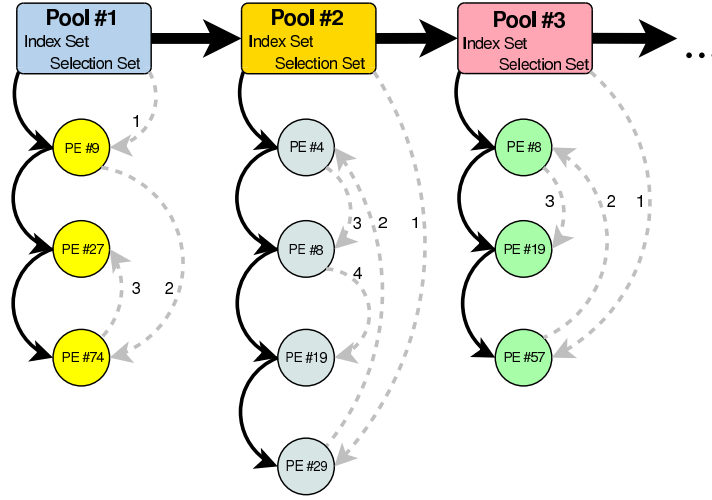 Pool #1
Index Set
Selection Set
Pool #2
Index Set
Selection Set
Pool #3
Index Set
Selection Set
...
1
PE #9
PE #4
PE #8
3
2
1
3
2
1
PE #27
PE #8
PE #19
3
2
4
PE #74
PE #19
PE #57
PE #29